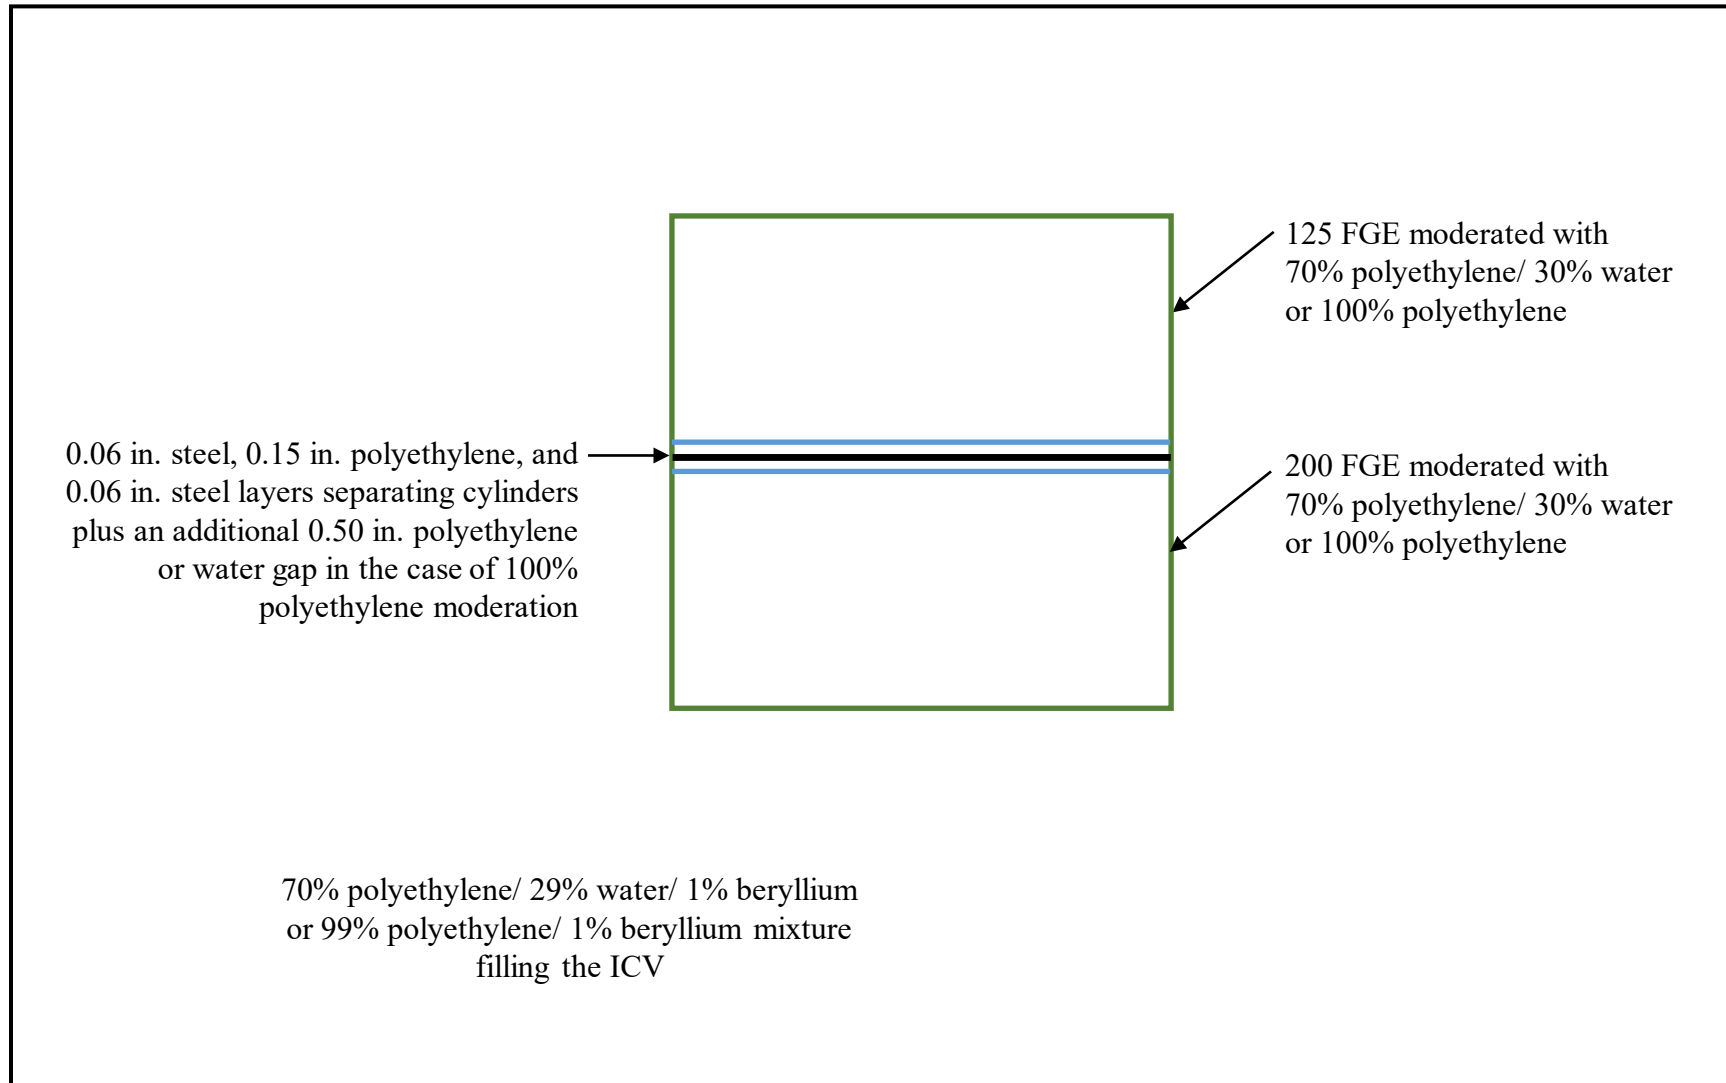 125 FGE moderated with
70% polyethylene/ 30% water
or 100% polyethylene
0.06 in. steel, 0.15 in. polyethylene, and
0.06 in. steel layers separating cylinders
plus an additional 0.50 in. polyethylene
or water gap in the case of 100%
polyethylene moderation
200 FGE moderated with
70% polyethylene/ 30% water
or 100% polyethylene
70% polyethylene/ 29% water/ 1% beryllium
or 99% polyethylene/ 1% beryllium mixture
filling the ICV